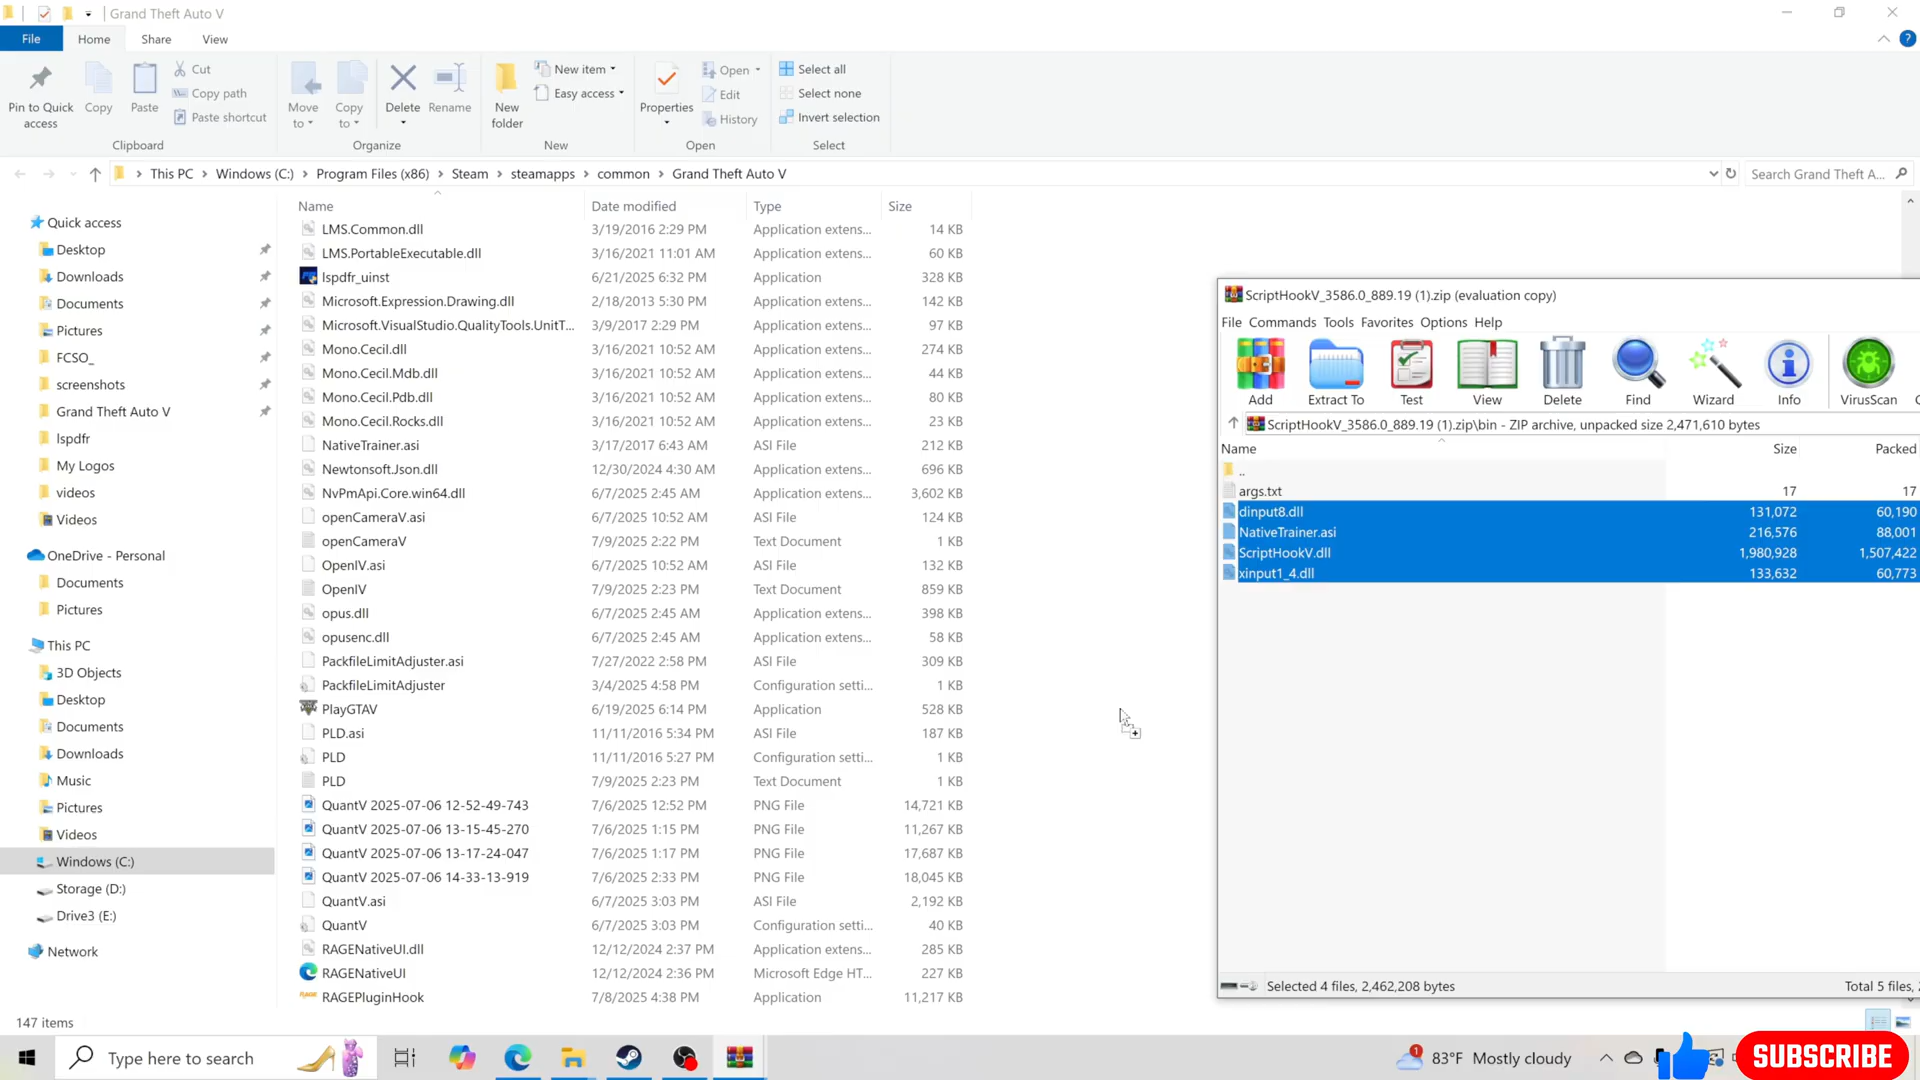 Grand Theft Auto V
File Home Share View
Pin to Quick access
Copy
Paste
Cut
Copy path
Paste shortcut
Clipboard
Move to
Copy to
Delete
Rename
Organize
New folder
New item
Easy access
New
Properties
Open
Edit
History
Open
Select all
Select none
Invert selection
Select
This PC > Windows (C:) > Program Files (x86) > Steam > steamapps > common > Grand Theft Auto V
Search Grand Theft A...
Quick access
Desktop
Downloads
Documents
Pictures
FCSO_
screenshots
Grand Theft Auto V
lspdfr
My Logos
videos
Videos
OneDrive - Personal
Documents
Pictures
This PC
3D Objects
Desktop
Documents
Downloads
Music
Pictures
Videos
Windows (C:)
Storage (D:)
Drive3 (E:)
Network
Name Date modified Type Size
LMS.Common.dll 3/19/2016 2:29 PM Application extens... 14 KB
LMS.PortableExecutable.dll 3/16/2021 11:01 AM Application extens... 60 KB
lspdfr_uinst 6/21/2025 6:32 PM Application 328 KB
Microsoft.Expression.Drawing.dll 2/18/2013 5:30 PM Application extens... 142 KB
Microsoft.VisualStudio.QualityTools.UnitT... 3/9/2017 2:29 PM Application extens... 97 KB
Mono.Cecil.dll 3/16/2021 10:52 AM Application extens... 274 KB
Mono.Cecil.Mdb.dll 3/16/2021 10:52 AM Application extens... 44 KB
Mono.Cecil.Pdb.dll 3/16/2021 10:52 AM Application extens... 80 KB
Mono.Cecil.Rocks.dll 3/16/2021 10:52 AM Application extens... 23 KB
NativeTrainer.asi 3/17/2017 6:43 AM ASI File 212 KB
Newtonsoft.Json.dll 12/30/2024 4:30 AM Application extens... 696 KB
NvPmApi.Core.win64.dll 6/7/2025 2:45 AM Application extens... 3,602 KB
openCameraV.asi 6/7/2025 10:52 AM ASI File 124 KB
openCameraV 7/9/2025 2:22 PM Text Document 1 KB
OpenIV.asi 6/7/2025 10:52 AM ASI File 132 KB
OpenIV 7/9/2025 2:23 PM Text Document 859 KB
opus.dll 6/7/2025 2:45 AM Application extens... 398 KB
opusenc.dll 6/7/2025 2:45 AM Application extens... 58 KB
PackfileLimitAdjuster.asi 7/27/2022 2:58 PM ASI File 309 KB
PackfileLimitAdjuster 3/4/2025 4:58 PM Configuration setti... 1 KB
PlayGTAV 6/19/2025 6:14 PM Application 528 KB
PLD.asi 11/11/2016 5:34 PM ASI File 187 KB
PLD 11/11/2016 5:27 PM Configuration setti... 1 KB
PLD 7/9/2025 2:23 PM Text Document 1 KB
QuantV 2025-07-06 12-52-49-743 7/6/2025 12:52 PM PNG File 14,721 KB
QuantV 2025-07-06 13-15-45-270 7/6/2025 1:15 PM PNG File 11,267 KB
QuantV 2025-07-06 13-17-24-047 7/6/2025 1:17 PM PNG File 17,687 KB
QuantV 2025-07-06 14-33-13-919 7/6/2025 2:33 PM PNG File 18,045 KB
QuantV.asi 6/7/2025 3:03 PM ASI File 2,192 KB
QuantV 6/7/2025 3:03 PM Configuration setti... 40 KB
RAGENativeUI.dll 12/12/2024 2:37 PM Application extens... 285 KB
RAGENativeUI 12/12/2024 2:36 PM Microsoft Edge HT... 227 KB
RAGEPluginHook 7/8/2025 4:38 PM Application 11,217 KB
147 items
ScriptHookV_3586.0_889.19 (1).zip (evaluation copy)
File Commands Tools Favorites Options Help
Add Extract To Test View Delete Find Wizard Info VirusScan
ScriptHookV_3586.0_889.19 (1).zip\bin - ZIP archive, unpacked size 2,471,610 bytes
Name Size Packed
..
args.txt 17 17
dinput8.dll 131,072 60,190
NativeTrainer.asi 216,576 88,001
ScriptHookV.dll 1,980,928 1,507,422
xinput1_4.dll 133,632 60,773
Selected 4 files, 2,462,208 bytes Total 5 files,
Type here to search
1
83°F Mostly cloudy
SUBSCRIBE